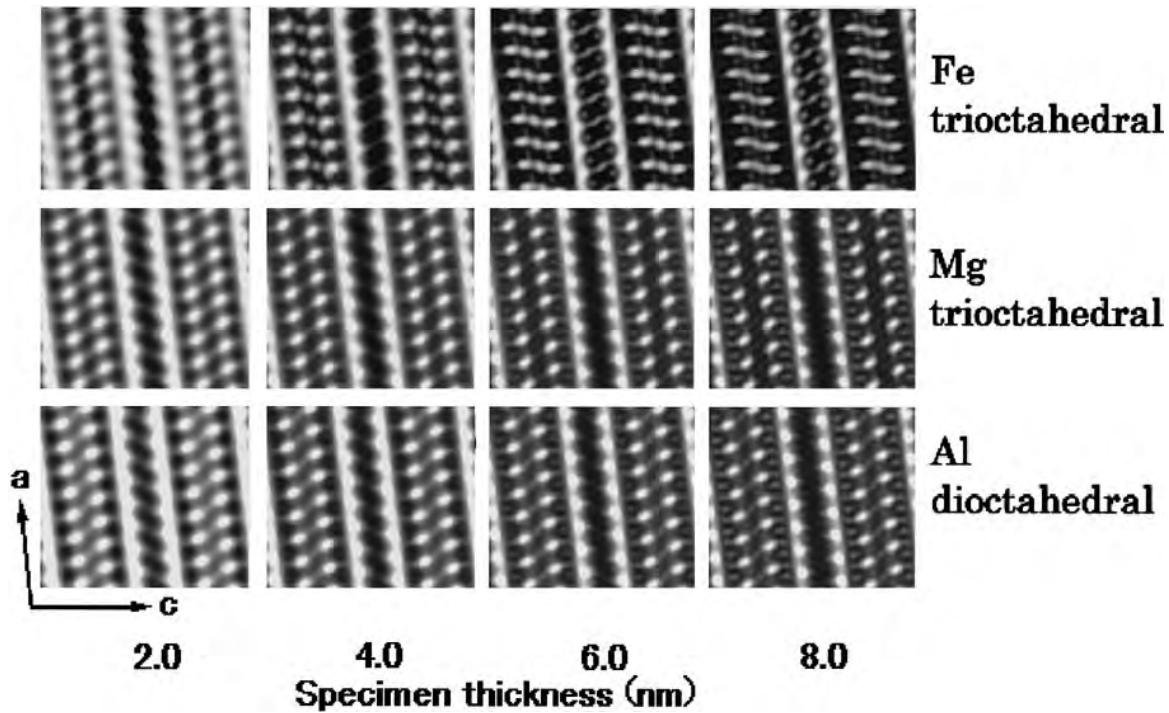 Fe
trioctahedral
Mg
trioctahedral
Al
dioctahedral
a
c
2.0 4.0 6.0 8.0
Specimen thickness (nm)